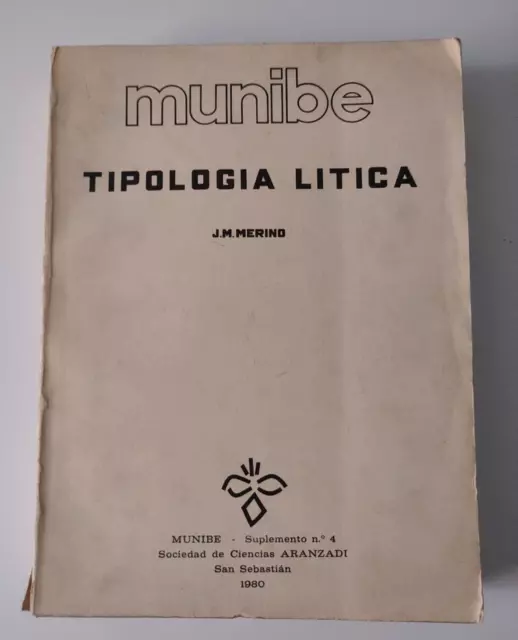 munibe
TIPOLOGIA LITICA
J.M. MERINO
MUNIBE - Suplemento n.º 4
Sociedad de Ciencias ARANZADI
San Sebastián
1980